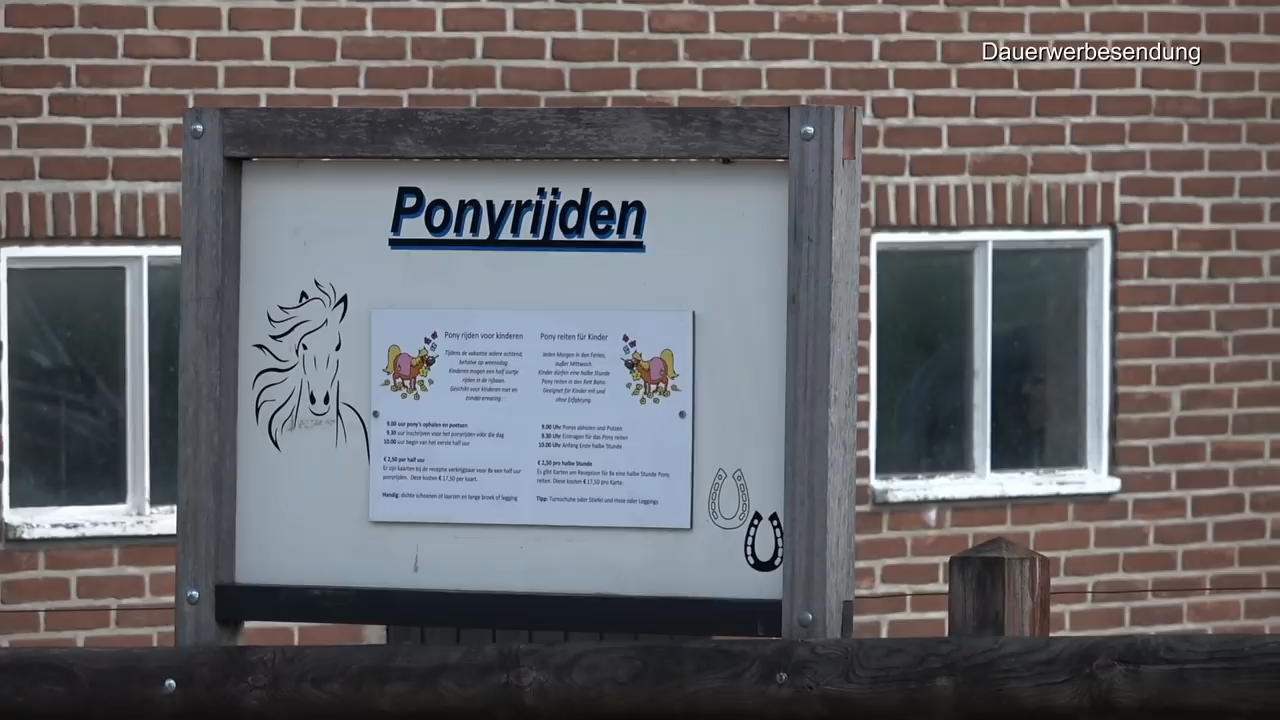 Dauerwerbesendung
Ponyrijden
Pony rijden voor kinderen
Tijdens de vakantie iedere ochtend,
behalve op woensdag
Kinderen mogen een half uurtje
rijden in de rijbaan.
Geschikt voor kinderen met en
zonder ervaring
9.00 uur pony's ophalen en poetsen
9.30 uur inschrijven voor het ponyrijden voor die dag
10.00 uur begin van het eerste half uur
€ 2,50 per half uur
Er zijn kaarten bij de receptie verkrijgbaar voor 8x een half uur
ponyrijden. Deze kosten € 17,50 per kaart.
Handig: dichte schoenen of laarzen en lange broek of legging
Pony reiten für Kinder
Jeden Morgen in den Ferien,
außer Mittwoch.
Kinder dürfen eine halbe Stunde
Pony reiten in den Reit Bahn.
Geeignet für Kinder mit und
ohne Erfahrung.
9.00 Uhr Ponys abholen und Putzen
9.30 Uhr Eintragen für das Pony reiten
10.00 Uhr Anfang Erste halbe Stunde
€ 2,50 pro halbe Stunde
Es gibt Karten am Reception für 8x eine halbe Stunde Pony
reiten. Diese kosten € 17,50 pro Karte.
Tipp: Turnschuhe oder Stiefel und Hose oder Leggings